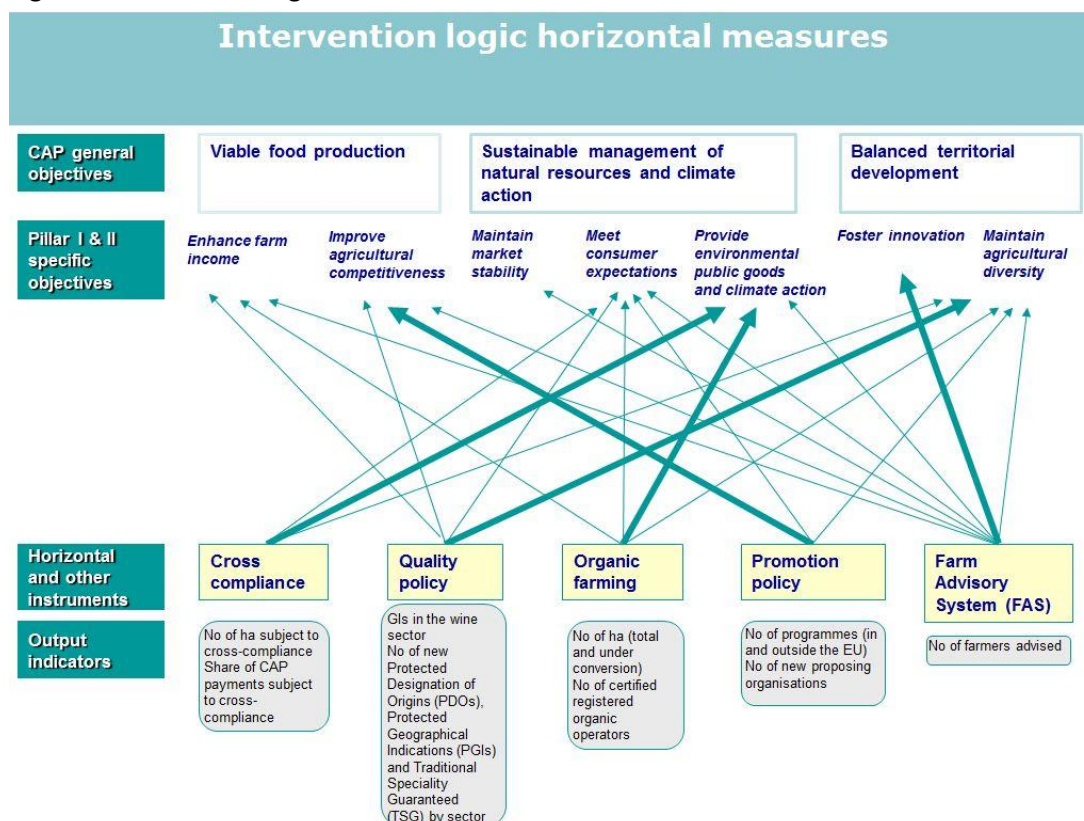 Intervention logic horizontal measures
CAP general
objectives
Viable food production
Sustainable management of
natural resources and climate
action
Balanced territorial
development
Pillar I & II
specific
objectives
Enhance farm
income
Improve
agricultural
competitiveness
Maintain
market
stability
Meet
consumer
expectations
Provide
environmental
public goods
and climate action
Foster innovation
Maintain
agricultural
diversity
Horizontal
and other
instruments
Cross
compliance
Quality
policy
Organic
farming
Promotion
policy
Farm
Advisory
System (FAS)
Output
indicators
No of ha subject to
cross-compliance
Share of CAP
payments subject
to cross-
compliance
GIs in the wine
sector
No of new
Protected
Designation of
Origins (PDOs),
Protected
Geographical
Indications (PGIs)
and Traditional
Speciality
Guaranteed
(TSG) by sector
No of ha (total
and under
conversion)
No of certified
registered
organic
operators
No of programmes (in
and outside the EU)
No of new proposing
organisations
No of farmers advised